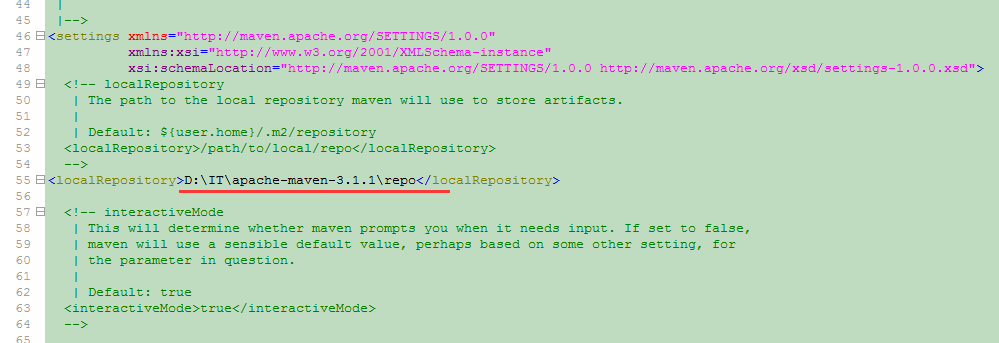 44 |
45 |-->
46 <settings xmlns="http://maven.apache.org/SETTINGS/1.0.0"
47 xmlns:xsi="http://www.w3.org/2001/XMLSchema-instance"
48 xsi:schemaLocation="http://maven.apache.org/SETTINGS/1.0.0 http://maven.apache.org/xsd/settings-1.0.0.xsd">
49 <!-- localRepository
50 | The path to the local repository maven will use to store artifacts.
51 |
52 | Default: ${user.home}/.m2/repository
53 <localRepository>/path/to/local/repo</localRepository>
54 -->
55 <localRepository>D:\IT\apache-maven-3.1.1\repo</localRepository>
56
57 <!-- interactiveMode
58 | This will determine whether maven prompts you when it needs input. If set to false,
59 | maven will use a sensible default value, perhaps based on some other setting, for
60 | the parameter in question.
61 |
62 | Default: true
63 <interactiveMode>true</interactiveMode>
64 -->
65